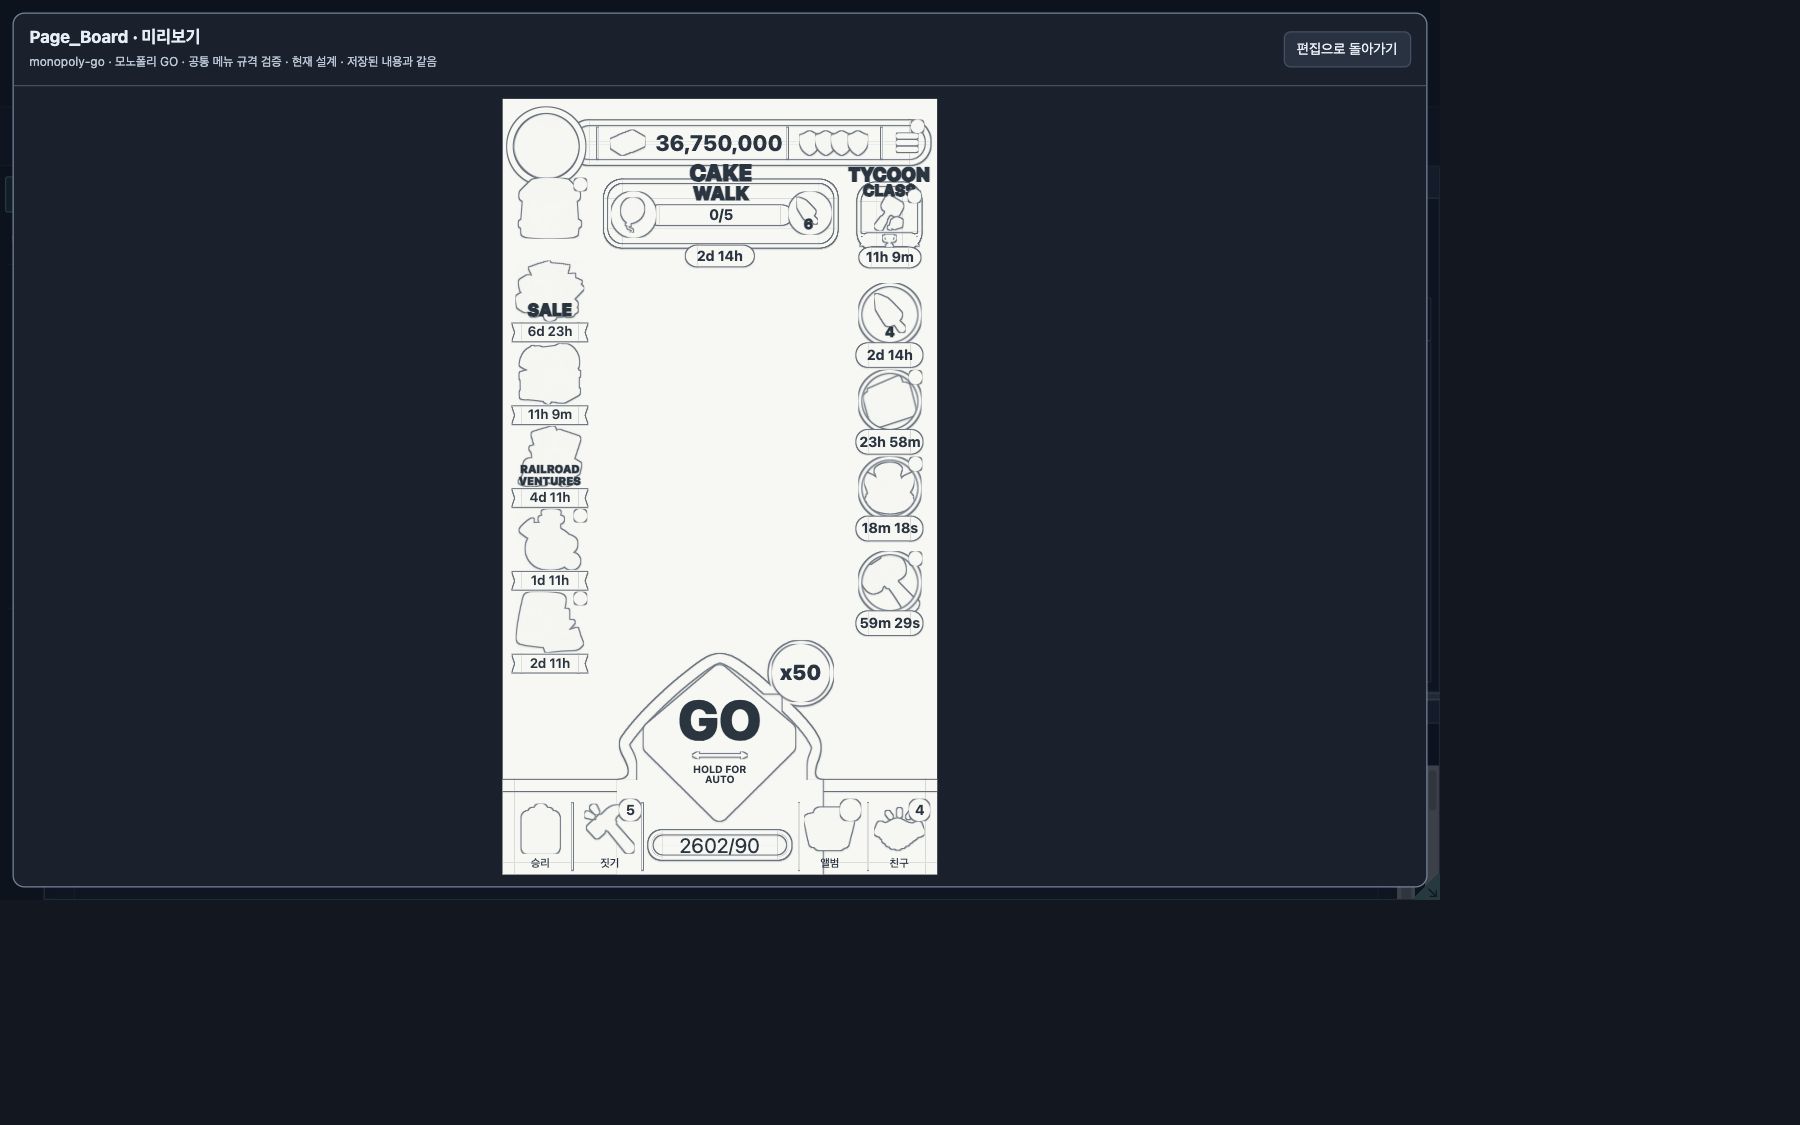 Page_Board · 미리보기
monopoly-go · 모노폴리 GO · 공통 메뉴 규격 검증 · 현재 설계 · 저장된 내용과 같음
편집으로 돌아가기
36,750,000
CAKE
WALK
0/5
6
2d 14h
TYCOON
CLASS
11h 9m
SALE
6d 23h
11h 9m
RAILROAD
VENTURES
4d 11h
1d 11h
2d 11h
4
2d 14h
23h 58m
18m 18s
59m 29s
x50
GO
HOLD FOR
AUTO
승리
5
짓기
2602/90
앨범
4
친구